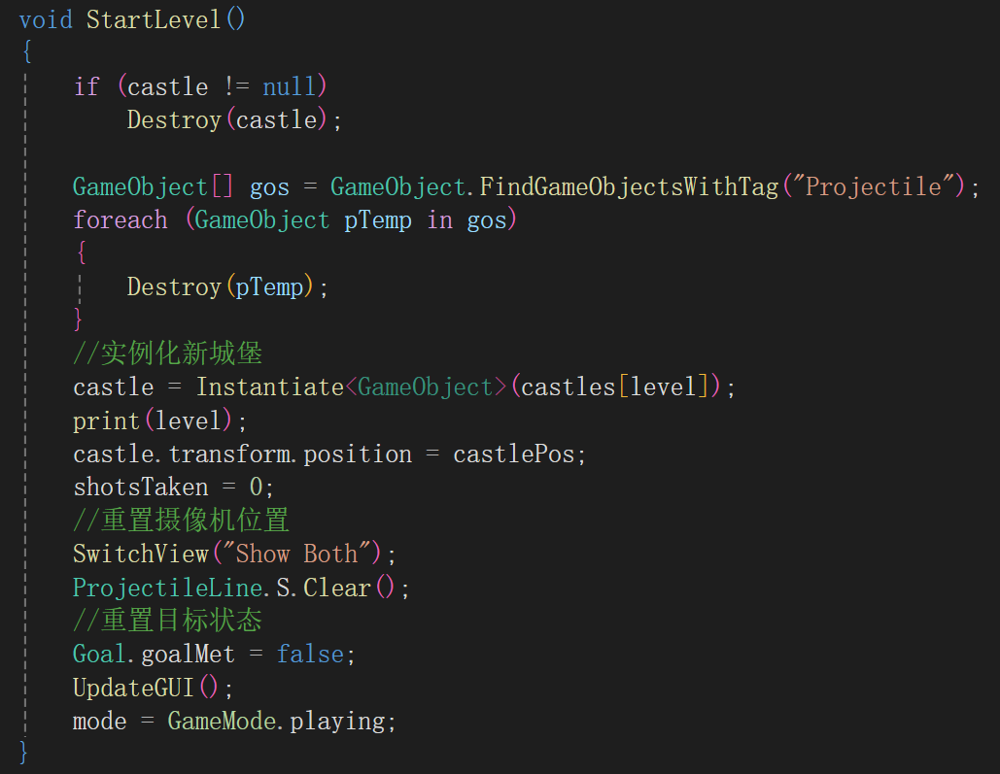 void StartLevel()
{
    if (castle != null)
        Destroy(castle);

    GameObject[] gos = GameObject.FindGameObjectsWithTag("Projectile");
    foreach (GameObject pTemp in gos)
    {
        Destroy(pTemp);
    }
    //实例化新城堡
    castle = Instantiate<GameObject>(castles[level]);
    print(level);
    castle.transform.position = castlePos;
    shotsTaken = 0;
    //重置摄像机位置
    SwitchView("Show Both");
    ProjectileLine.S.Clear();
    //重置目标状态
    Goal.goalMet = false;
    UpdateGUI();
    mode = GameMode.playing;
}